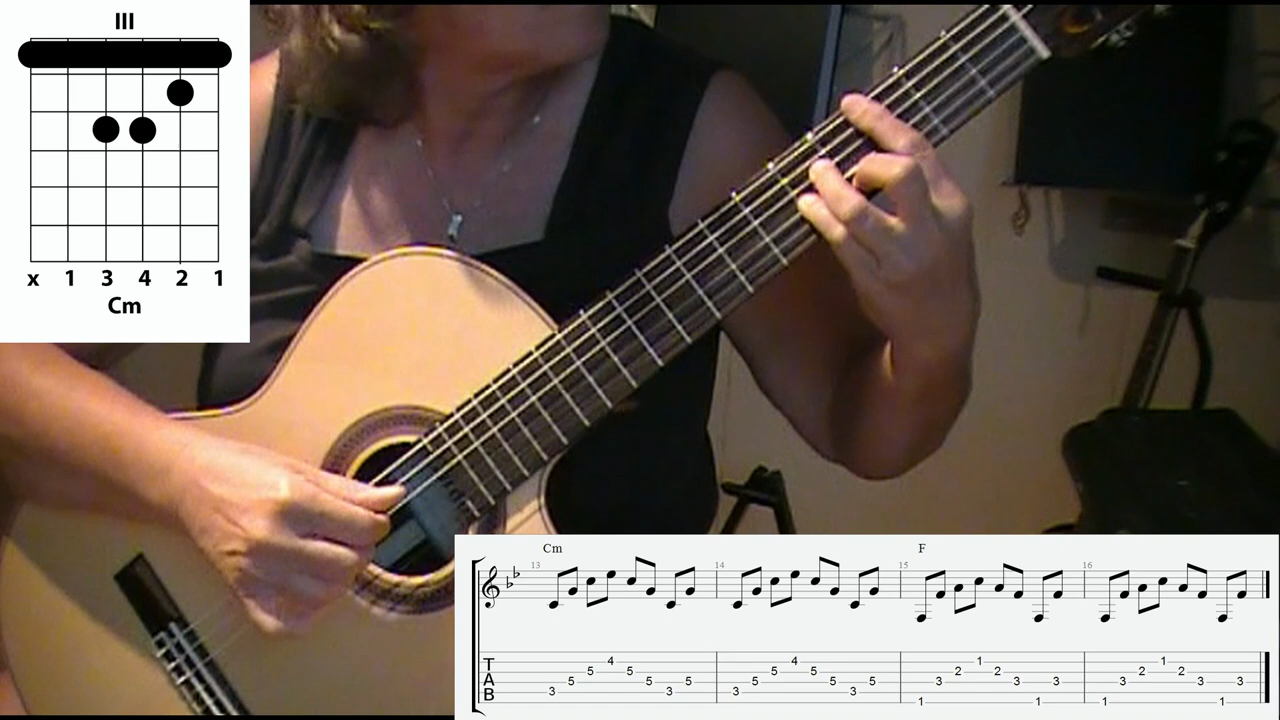 III
x 1 3 4 2 1
Cm
Cm F
13 14 15 16
T 4 4 1 1
5 5 5 5 2 2 2 2
A 5 5 5 5 5 5 3 3 3 3 3 3
B 3 3 3 3
1 1 1 1